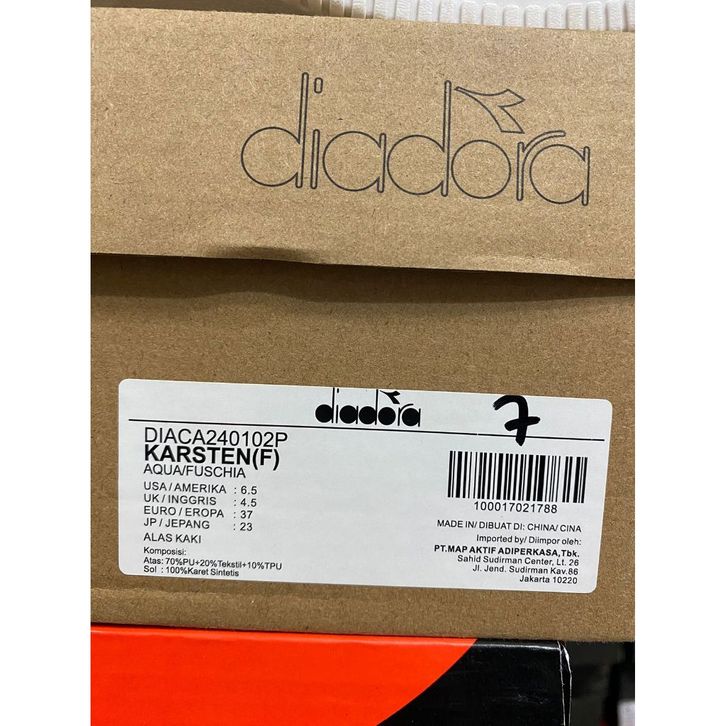 diadora
diadora
7
DIACA240102P
KARSTEN(F)
AQUA/FUSCHIA
USA/AMERIKA : 6.5
UK/INGGRIS : 4.5
EURO/EROPA : 37
JP/JEPANG : 23
ALAS KAKI
Komposisi:
Atas: 70%PU+20%Tekstil+10%TPU
Sol : 100%Karet Sintetis
100017021788
MADE IN/ DIBUAT DI: CHINA/ CINA
Imported by/ Diimpor oleh:
PT.MAP AKTIF ADIPERKASA,Tbk.
Sahid Sudirman Center, Lt. 26
Jl. Jend. Sudirman Kav.86
Jakarta 10220